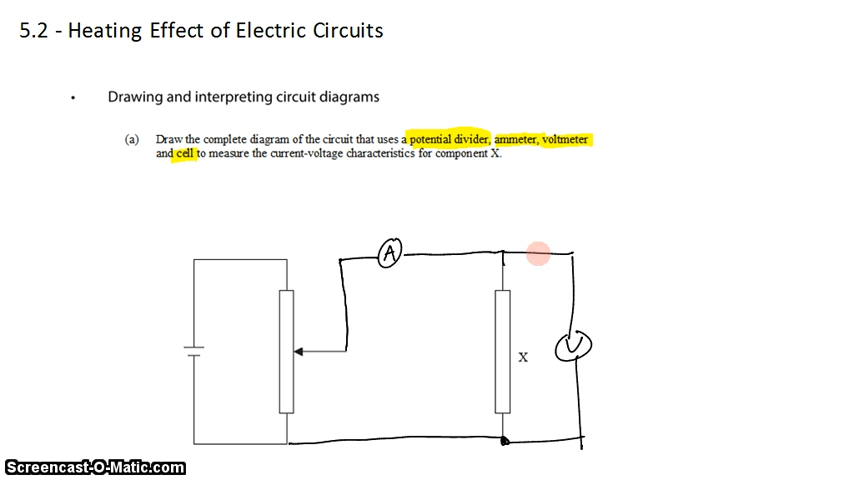 5.2 - Heating Effect of Electric Circuits
• Drawing and interpreting circuit diagrams
(a) Draw the complete diagram of the circuit that uses a potential divider, ammeter, voltmeter
and cell to measure the current-voltage characteristics for component X.
A
V
X
Screencast-O-Matic.com